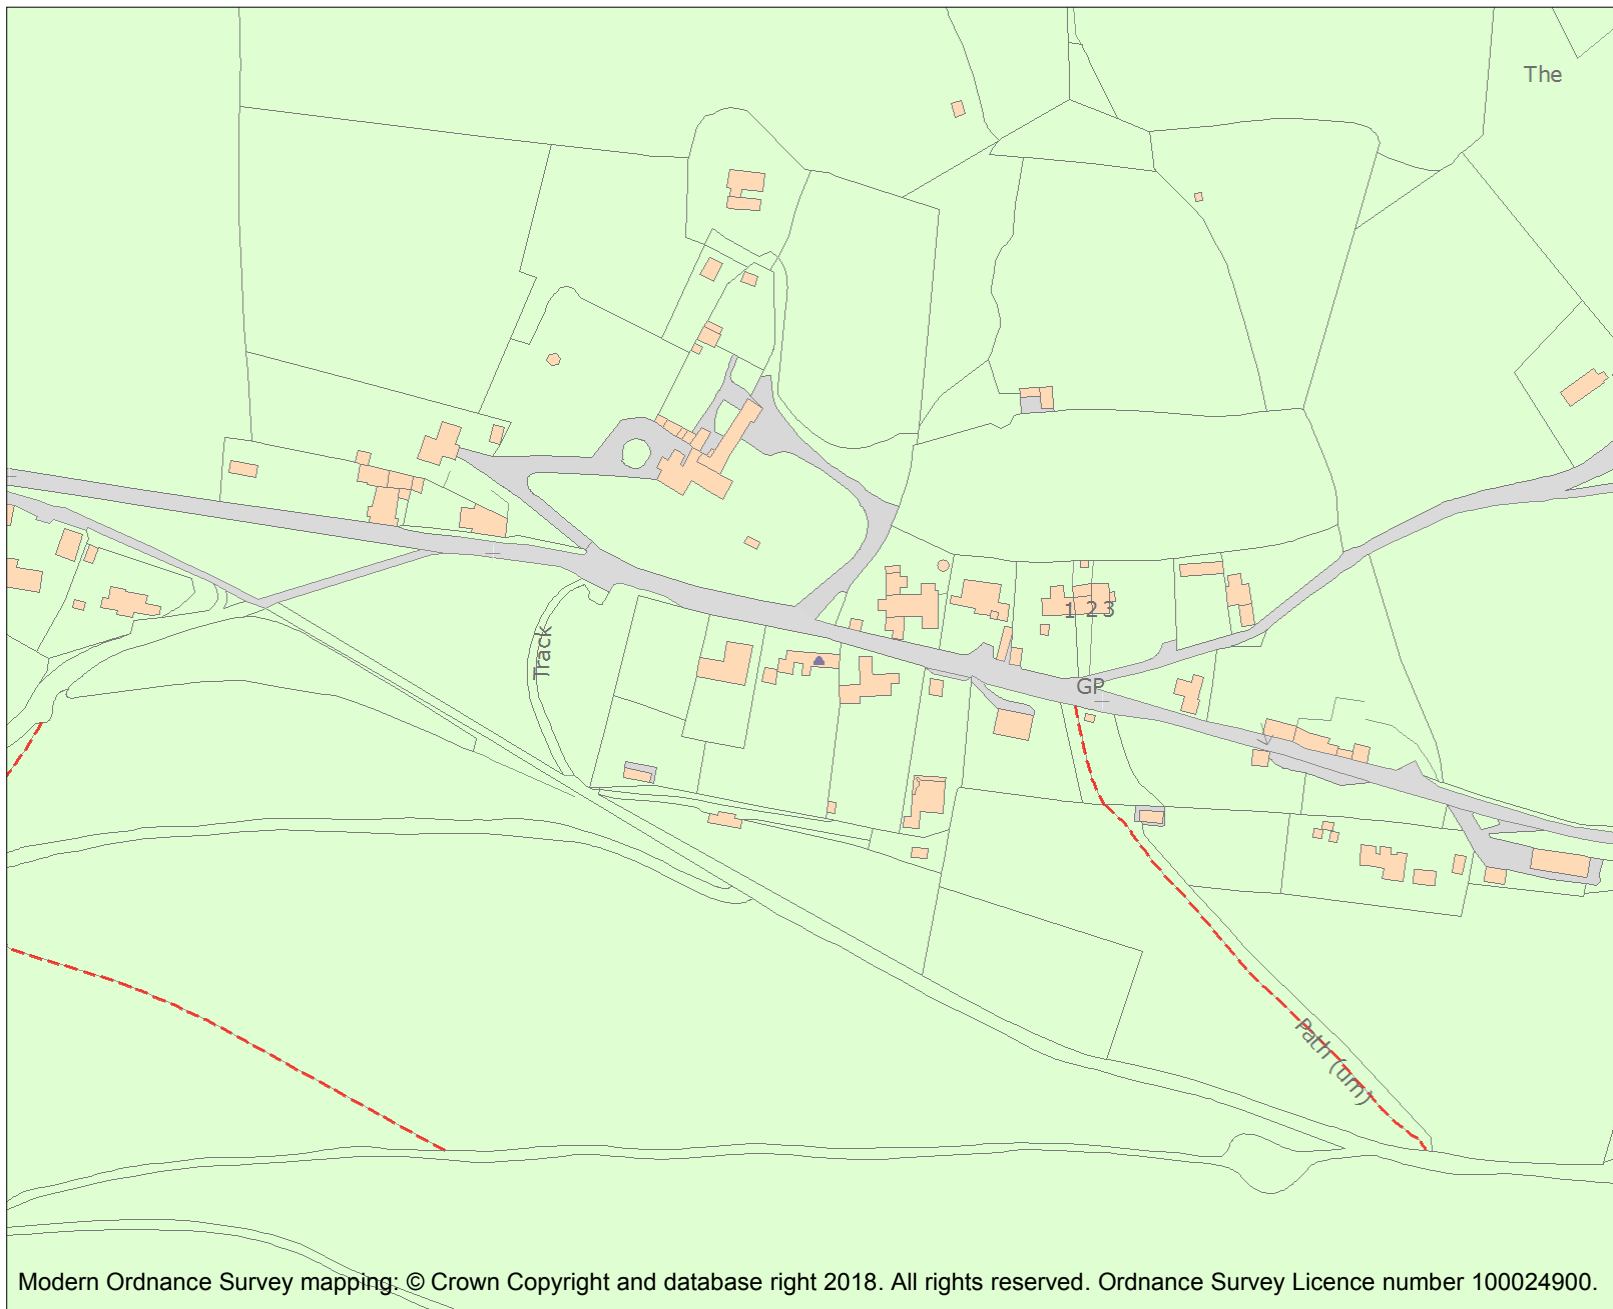 The
1 2 3
Track
GP
Path (um)
Modern Ordnance Survey mapping: © Crown Copyright and database right 2018. All rights reserved. Ordnance Survey Licence number 100024900.